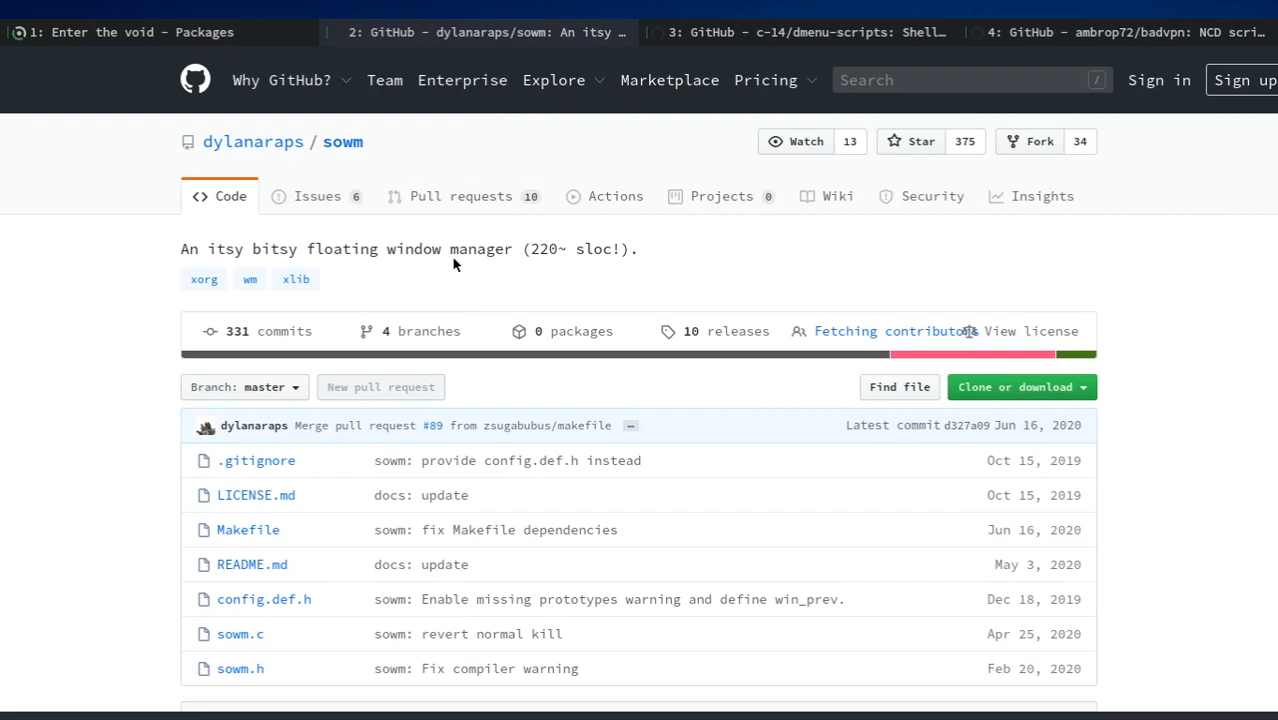 1: Enter the void - Packages
2: GitHub - dylanaraps/sowm: An itsy …
3: GitHub - c-14/dmenu-scripts: Shell…
4: GitHub - ambrop72/badvpn: NCD scri…
Why GitHub? Team Enterprise Explore Marketplace Pricing Search / Sign in Sign up
dylanaraps / sowm
Watch 13 Star 375 Fork 34
Code Issues 6 Pull requests 10 Actions Projects 0 Wiki Security Insights
An itsy bitsy floating window manager (220~ sloc!).
xorg wm xlib
331 commits 4 branches 0 packages 10 releases Fetching contributors View license
Branch: master New pull request Find file Clone or download
dylanaraps Merge pull request #89 from zsugabubus/makefile … Latest commit d327a09 Jun 16, 2020
.gitignore sowm: provide config.def.h instead Oct 15, 2019
LICENSE.md docs: update Oct 15, 2019
Makefile sowm: fix Makefile dependencies Jun 16, 2020
README.md docs: update May 3, 2020
config.def.h sowm: Enable missing prototypes warning and define win_prev. Dec 18, 2019
sowm.c sowm: revert normal kill Apr 25, 2020
sowm.h sowm: Fix compiler warning Feb 20, 2020